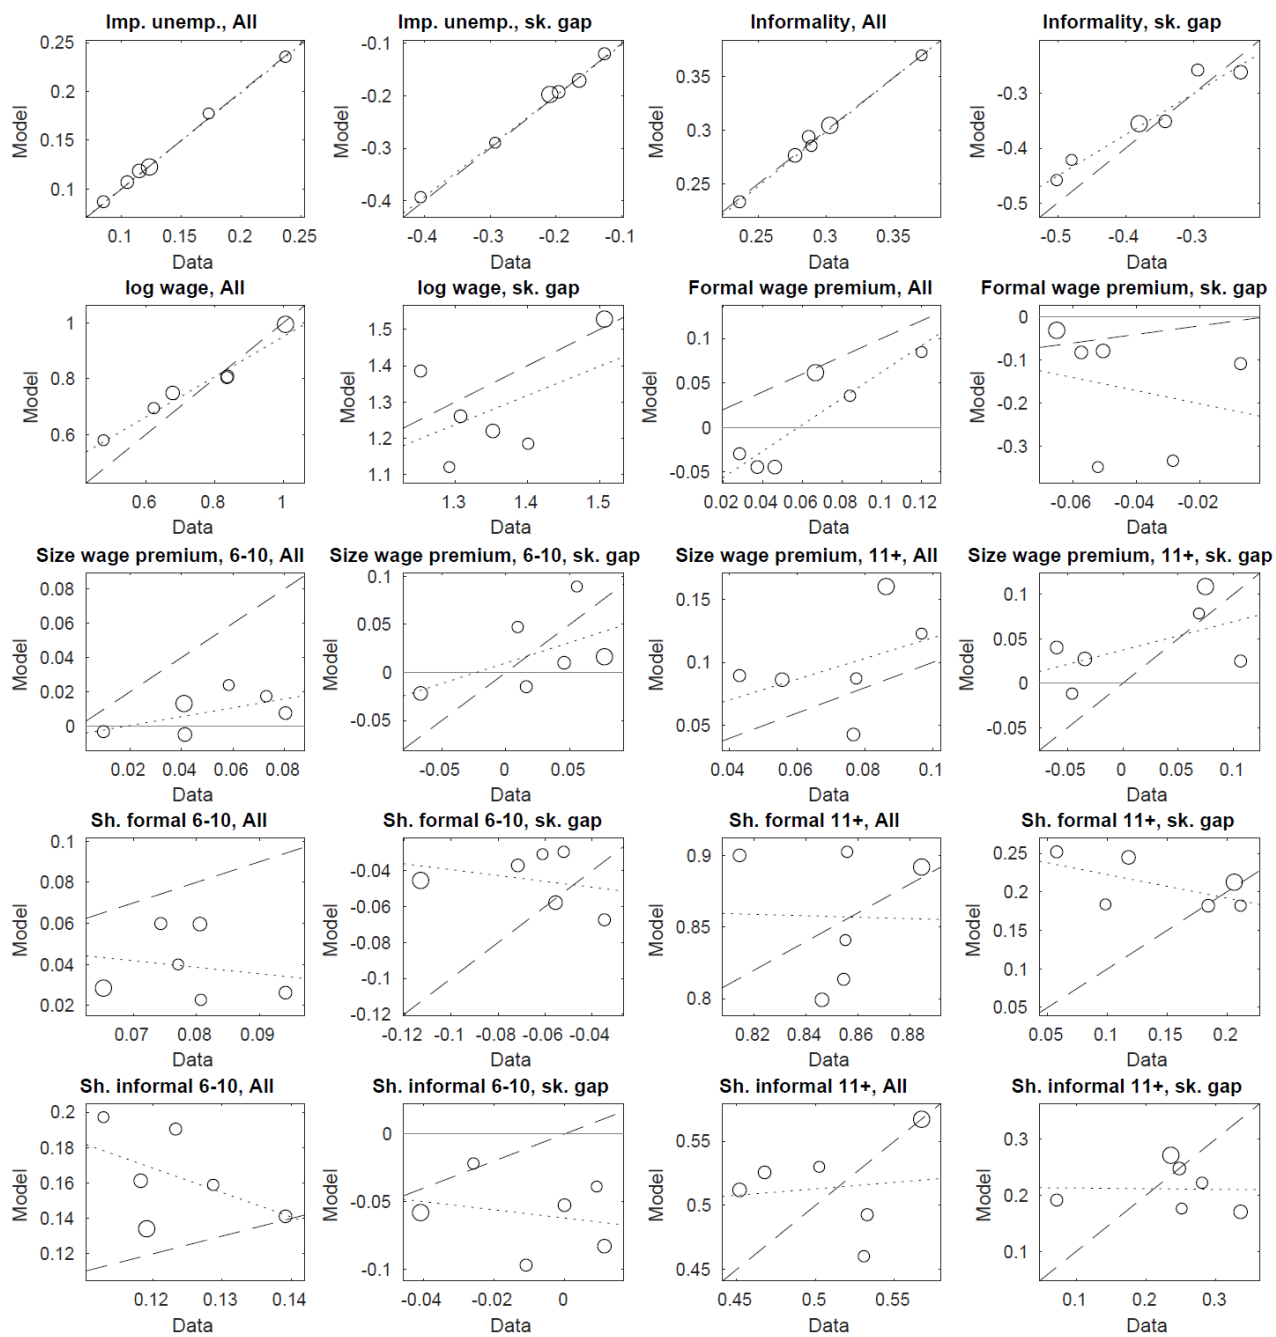 Imp. unemp., All
0.25
0.2
0.15
0.1
Model
0.1 0.15 0.2 0.25
Data
Imp. unemp., sk. gap
-0.1
-0.2
-0.3
-0.4
Model
-0.4 -0.3 -0.2 -0.1
Data
Informality, All
0.35
0.3
0.25
Model
0.25 0.3 0.35
Data
Informality, sk. gap
-0.3
-0.4
-0.5
Model
-0.5 -0.4 -0.3
Data
log wage, All
1
0.8
0.6
Model
0.6 0.8 1
Data
log wage, sk. gap
1.5
1.4
1.3
1.2
1.1
Model
1.3 1.4 1.5
Data
Formal wage premium, All
0.1
0.05
0
-0.05
Model
0.02 0.04 0.06 0.08 0.1 0.12
Data
Formal wage premium, sk. gap
0
-0.1
-0.2
-0.3
Model
-0.06 -0.04 -0.02
Data
Size wage premium, 6-10, All
0.08
0.06
0.04
0.02
0
Model
0.02 0.04 0.06 0.08
Data
Size wage premium, 6-10, sk. gap
0.1
0.05
0
-0.05
Model
-0.05 0 0.05
Data
Size wage premium, 11+, All
0.15
0.1
0.05
Model
0.04 0.06 0.08 0.1
Data
Size wage premium, 11+, sk. gap
0.1
0.05
0
-0.05
Model
-0.05 0 0.05 0.1
Data
Sh. formal 6-10, All
0.1
0.08
0.06
0.04
0.02
Model
0.07 0.08 0.09
Data
Sh. formal 6-10, sk. gap
-0.04
-0.06
-0.08
-0.1
-0.12
Model
-0.12 -0.1 -0.08 -0.06 -0.04
Data
Sh. formal 11+, All
0.9
0.85
0.8
Model
0.82 0.84 0.86 0.88
Data
Sh. formal 11+, sk. gap
0.25
0.2
0.15
0.1
0.05
Model
0.05 0.1 0.15 0.2
Data
Sh. informal 6-10, All
0.2
0.18
0.16
0.14
0.12
Model
0.12 0.13 0.14
Data
Sh. informal 6-10, sk. gap
0
-0.05
-0.1
Model
-0.04 -0.02 0
Data
Sh. informal 11+, All
0.55
0.5
0.45
Model
0.45 0.5 0.55
Data
Sh. informal 11+, sk. gap
0.3
0.2
0.1
Model
0.1 0.2 0.3
Data